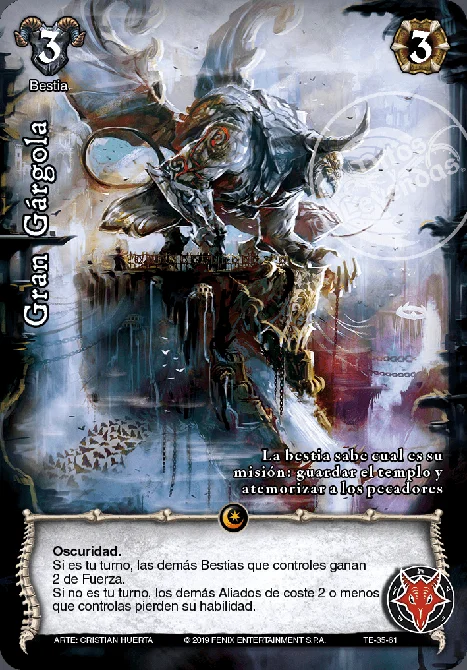 3
3
Bestia
Gran Gárgola
La bestia sabe cual es su
misión: guardar el templo y
atemorizar a los pecadores
Oscuridad.
Si es tu turno, las demás Bestias que controles ganan
2 de Fuerza.
Si no es tu turno, los demás Aliados de coste 2 o menos
que controlas pierden su habilidad.
ARTE: CRISTIAN HUERTA
© 2019 FENIX ENTERTAINMENT S.P.A.
TE-35-61